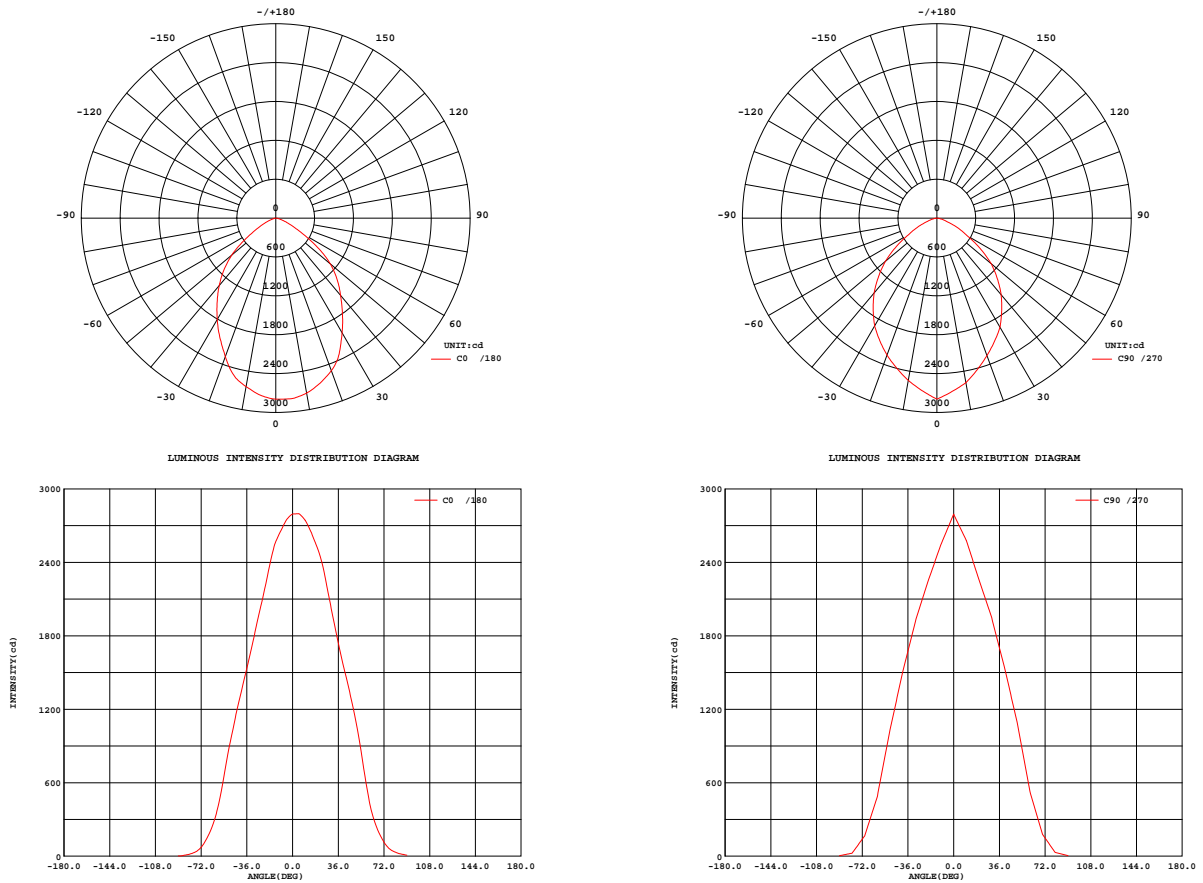 -/+180
-150 150
-120 120
-90 0 90
600
1200
-60 60
1800
UNIT:cd
C0 /180
2400
-30 3000 30
0
LUMINOUS INTENSITY DISTRIBUTION DIAGRAM
-/+180
-150 150
-120 120
-90 0 90
600
1200
-60 60
1800
UNIT:cd
C90 /270
2400
-30 3000 30
0
LUMINOUS INTENSITY DISTRIBUTION DIAGRAM
3000
C0 /180
2400
1800
INTENSITY(cd)
1200
600
0
-180.0 -144.0 -108.0 -72.0 -36.0 0.0 36.0 72.0 108.0 144.0 180.0
ANGLE(DEG)
3000
C90 /270
2400
1800
INTENSITY(cd)
1200
600
0
-180.0 -144.0 -108.0 -72.0 -36.0 0.0 36.0 72.0 108.0 144.0 180.0
ANGLE(DEG)